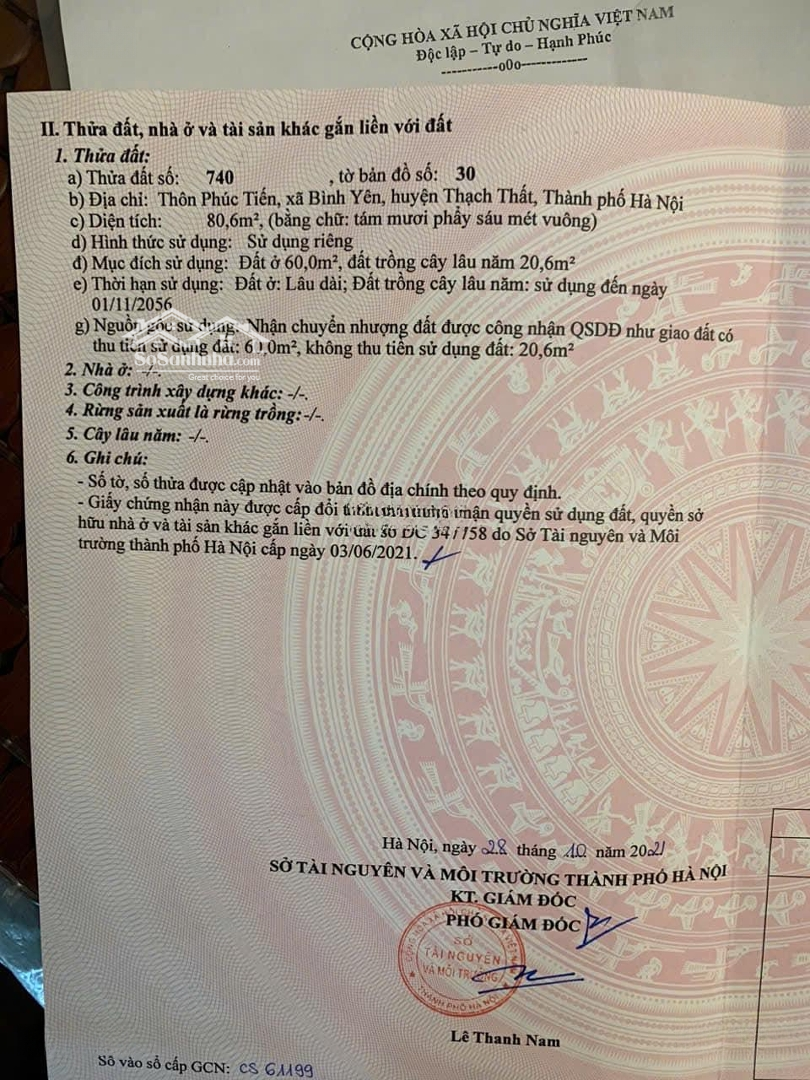 CỘNG HÒA XÃ HỘI CHỦ NGHĨA VIỆT NAM
Độc lập – Tự do – Hạnh Phúc
-----------o0o-------------
II. Thửa đất, nhà ở và tài sản khác gắn liền với đất
1. Thửa đất:
a) Thửa đất số: 740 , tờ bản đồ số: 30
b) Địa chỉ: Thôn Phúc Tiến, xã Bình Yên, huyện Thạch Thất, Thành phố Hà Nội
c) Diện tích: 80,6m², (bằng chữ: tám mươi phẩy sáu mét vuông)
d) Hình thức sử dụng: Sử dụng riêng
đ) Mục đích sử dụng: Đất ở 60,0m², đất trồng cây lâu năm 20,6m²
e) Thời hạn sử dụng: Đất ở: Lâu dài; Đất trồng cây lâu năm: sử dụng đến ngày
01/11/2056
g) Nguồn gốc sử dụng: Nhận chuyển nhượng đất được công nhận QSDĐ như giao đất có
thu tiền sử dụng đất: 60,0m², không thu tiền sử dụng đất: 20,6m²
Sosanhnha.com
Great choice for you
2. Nhà ở: -/-.
3. Công trình xây dựng khác: -/-.
4. Rừng sản xuất là rừng trồng: -/-.
5. Cây lâu năm: -/-.
6. Ghi chú:
- Số tờ, số thửa được cập nhật vào bản đồ địa chính theo quy định.
- Giấy chứng nhận này được cấp đổi nhận quyền sử dụng đất, quyền sở
hữu nhà ở và tài sản khác gắn liền với do Sở Tài nguyên và Môi
trường thành phố Hà Nội cấp ngày 03/06/2021.
Hà Nội, ngày 28 tháng 10 năm 2021
SỞ TÀI NGUYÊN VÀ MÔI TRƯỜNG THÀNH PHỐ HÀ NỘI
KT. GIÁM ĐỐC
PHÓ GIÁM ĐỐC
SỞ
TÀI NGUYÊN
VÀ MÔI TRƯỜNG
THÀNH PHỐ HÀ NỘI
Lê Thanh Nam
Số vào sổ cấp GCN: CS 61199